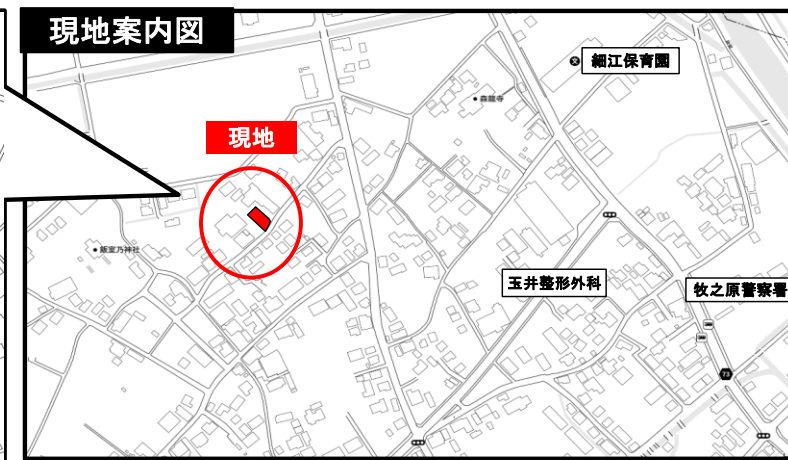 現地案内図
細江保育園
森龍寺
現地
飯室乃神社
玉井整形外科
牧之原警察署
73